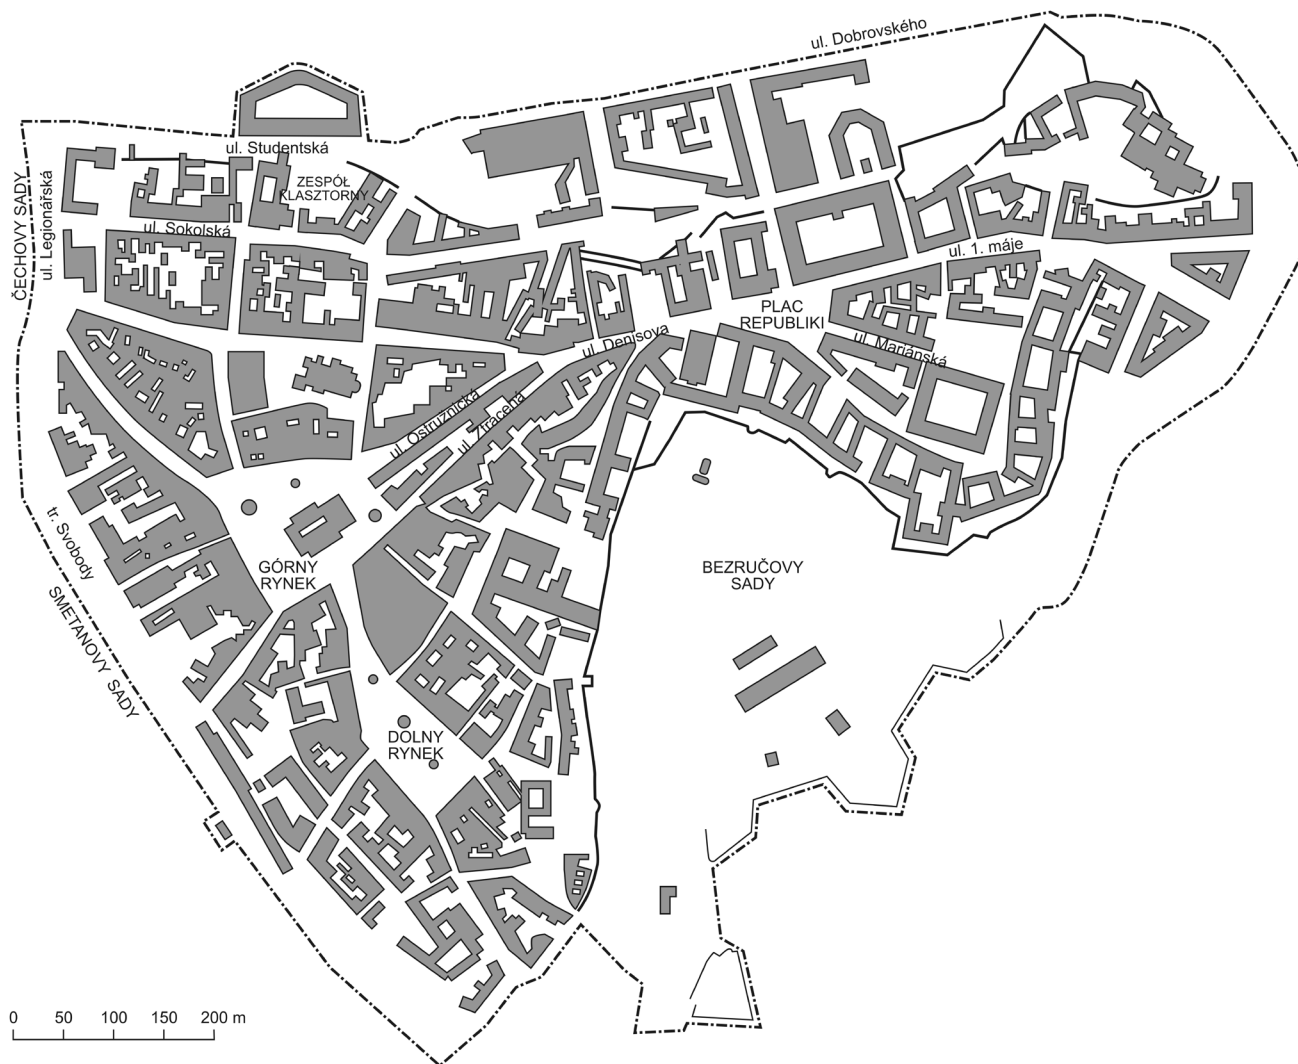 ul. Dobrovského
ul. Studentská
ZESPÓŁ
KLASZTORNY
ČECHOVY SADY
ul. Legionářská
ul. Sokolská
ul. 1. máje
PLAC
REPUBLIKI
ul. Denisova
ul. Mariánská
ul. Ostružnická
ul. Ztracená
tr. Svobody
GÓRNY
RYNEK
BEZRUČOVY
SADY
SMETANOVY SADY
DOLNY
RYNEK
0 50 100 150 200 m